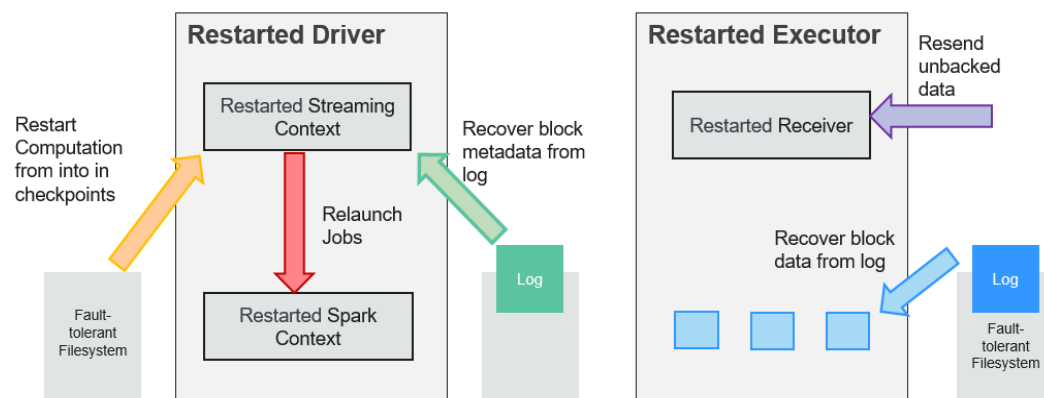 Restarted Driver
Restarted Streaming
Context
Restart
Computation
from into in
checkpoints
Recover block
metadata from
log
Relaunch
Jobs
Log
Fault-
tolerant
Filesystem
Restarted Spark
Context
Restarted Executor
Resend
unbacked
data
Restarted Receiver
Recover block
data from log
Log
Fault-
tolerant
Filesystem